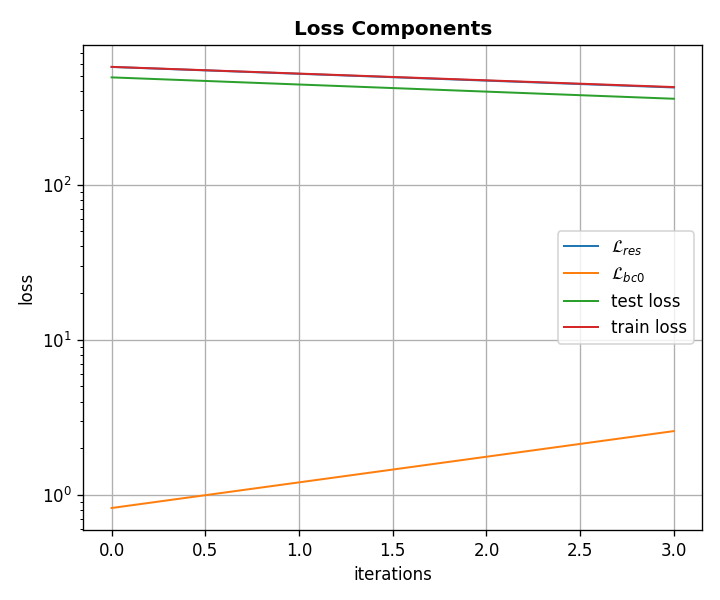 Loss Components
loss
10²
10¹
10⁰
ℒ_res
ℒ_bc0
test loss
train loss
0.0 0.5 1.0 1.5 2.0 2.5 3.0
iterations